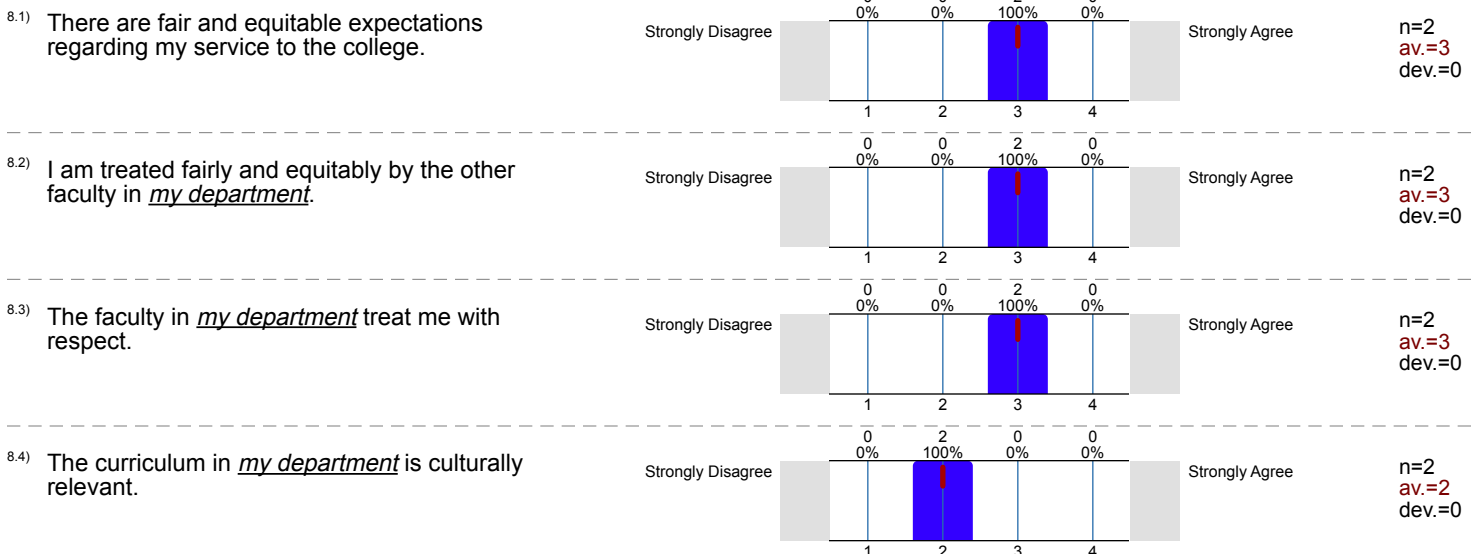 0 0 2 0
0% 0% 100% 0%
8.1) There are fair and equitable expectations
regarding my service to the college.
Strongly Disagree
Strongly Agree
n=2
av.=3
dev.=0
1 2 3 4
0 0 2 0
0% 0% 100% 0%
8.2) I am treated fairly and equitably by the other
faculty in my department.
Strongly Disagree
Strongly Agree
n=2
av.=3
dev.=0
1 2 3 4
0 0 2 0
0% 0% 100% 0%
8.3) The faculty in my department treat me with
respect.
Strongly Disagree
Strongly Agree
n=2
av.=3
dev.=0
1 2 3 4
0 2 0 0
0% 100% 0% 0%
8.4) The curriculum in my department is culturally
relevant.
Strongly Disagree
Strongly Agree
n=2
av.=2
dev.=0
1 2 3 4